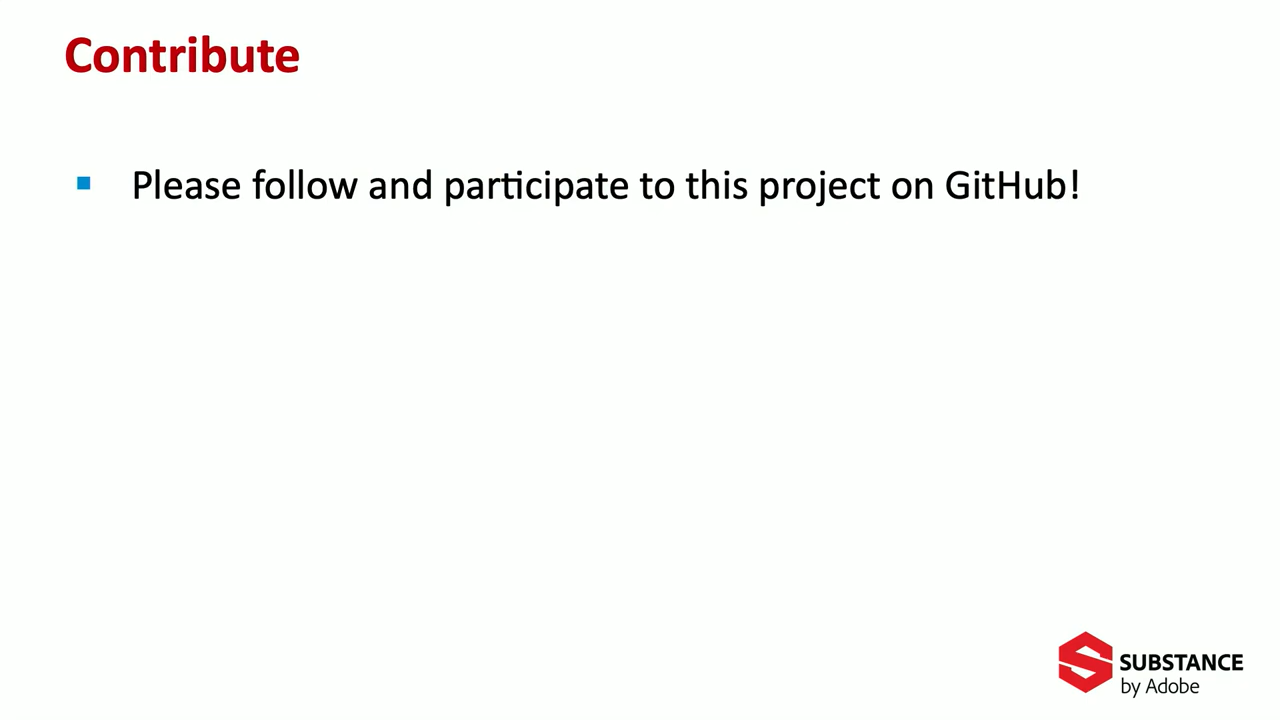 Contribute
Please follow and participate to this project on GitHub!
SUBSTANCE
by Adobe